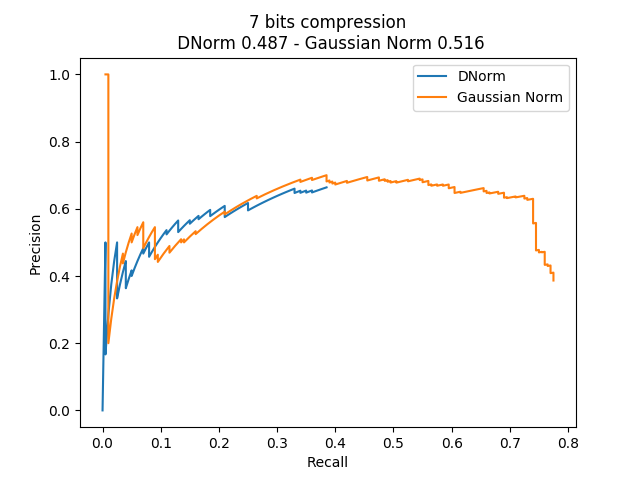 7 bits compression
DNorm 0.487 - Gaussian Norm 0.516
DNorm
Gaussian Norm
1.0
0.8
0.6
0.4
0.2
0.0
Precision
0.0 0.1 0.2 0.3 0.4 0.5 0.6 0.7 0.8
Recall